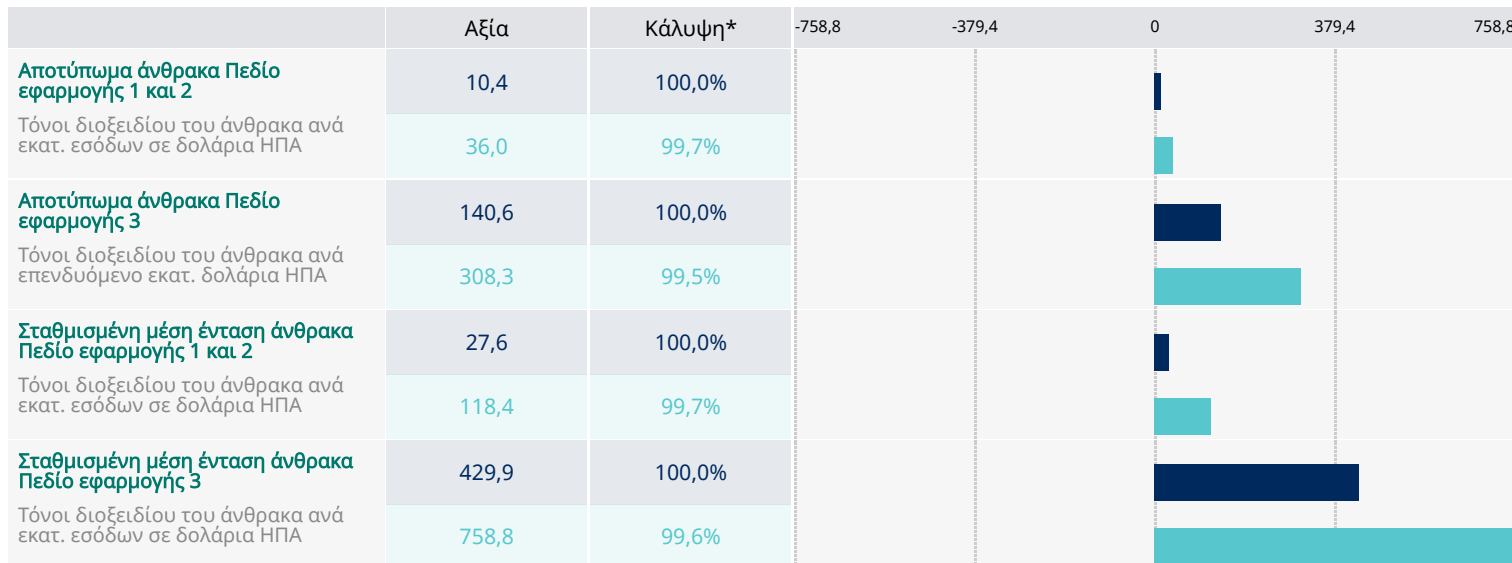 Αξία Κάλυψη* -758,8 -379,4 0 379,4 758,8
Αποτύπωμα άνθρακα Πεδίο
εφαρμογής 1 και 2
10,4 100,0%
Τόνοι διοξειδίου του άνθρακα ανά
εκατ. εσόδων σε δολάρια ΗΠΑ
36,0 99,7%
Αποτύπωμα άνθρακα Πεδίο
εφαρμογής 3
140,6 100,0%
Τόνοι διοξειδίου του άνθρακα ανά
επενδυόμενο εκατ. δολάρια ΗΠΑ
308,3 99,5%
Σταθμισμένη μέση ένταση άνθρακα
Πεδίο εφαρμογής 1 και 2
27,6 100,0%
Τόνοι διοξειδίου του άνθρακα ανά
εκατ. εσόδων σε δολάρια ΗΠΑ
118,4 99,7%
Σταθμισμένη μέση ένταση άνθρακα
Πεδίο εφαρμογής 3
429,9 100,0%
Τόνοι διοξειδίου του άνθρακα ανά
εκατ. εσόδων σε δολάρια ΗΠΑ
758,8 99,6%